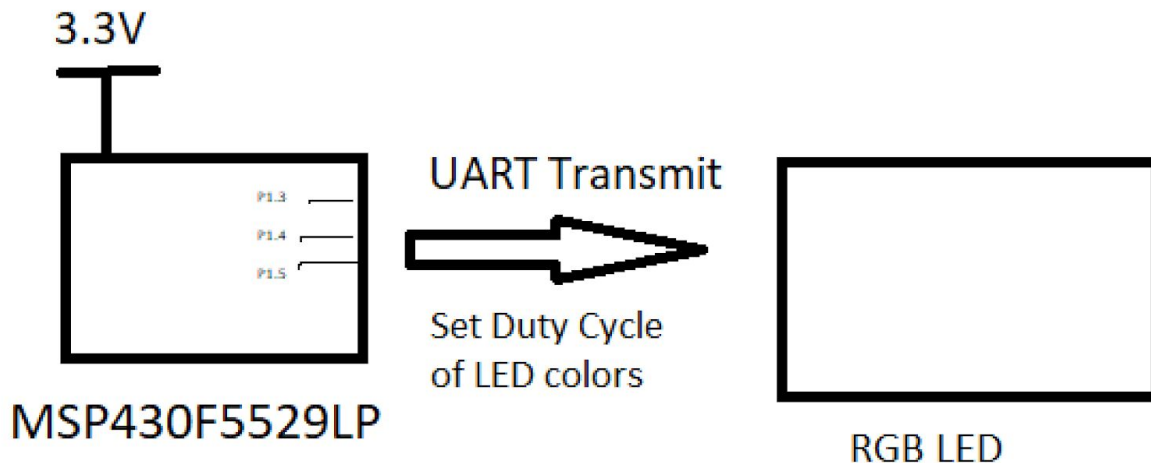 3.3V
P1.3
P1.4
P1.5
MSP430F5529LP
UART Transmit
Set Duty Cycle
of LED colors
RGB LED